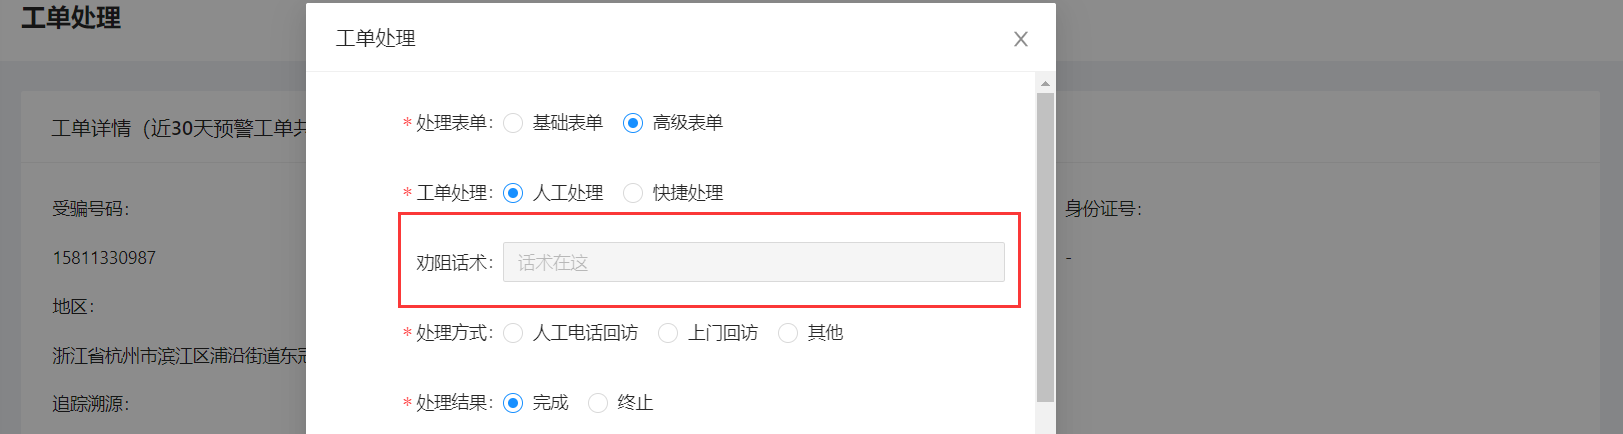 工单处理
工单处理
* 处理表单: 基础表单 高级表单
工单详情（近30天预警工单共
* 工单处理: 人工处理 快捷处理
受骗号码:
身份证号:
劝阻话术: 话术在这
15811330987
-
地区:
* 处理方式: 人工电话回访 上门回访 其他
浙江省杭州市滨江区浦沿街道东冠
追踪溯源:
* 处理结果: 完成 终止